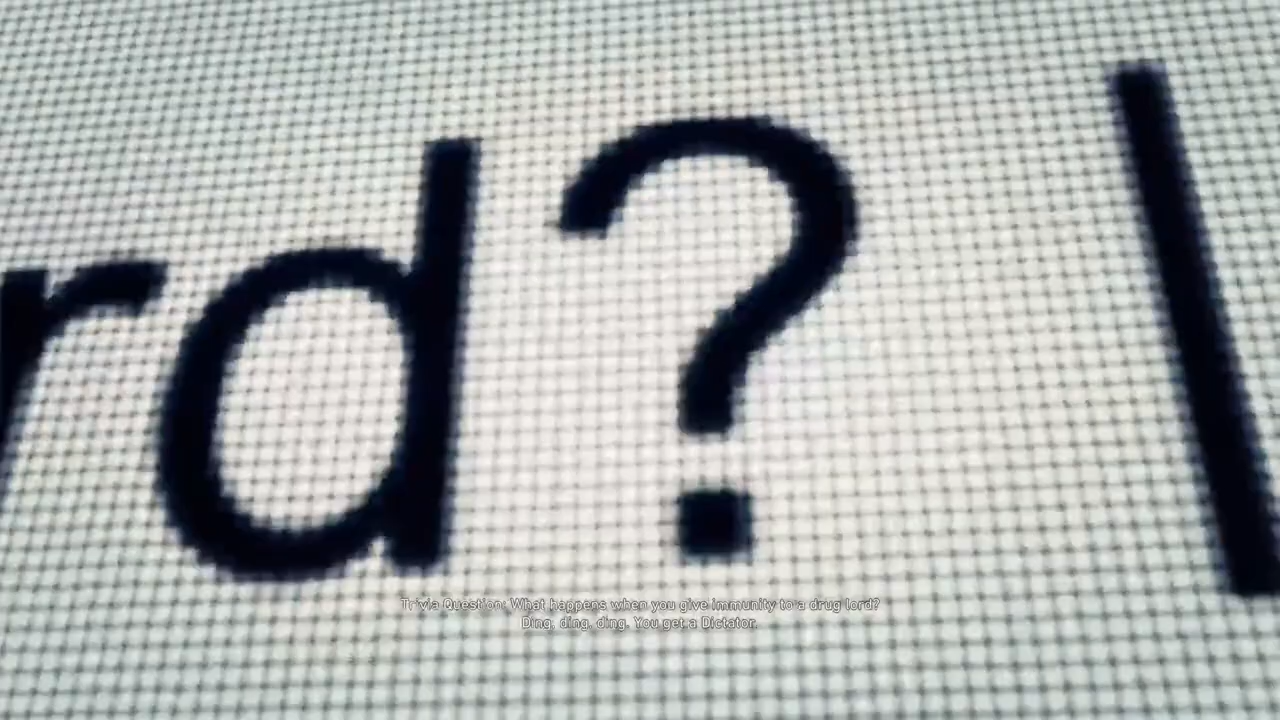 rd? |
Trivia Question: What happens when you give immunity to a drug lord?
Ding, ding, ding. You get a Dictator.